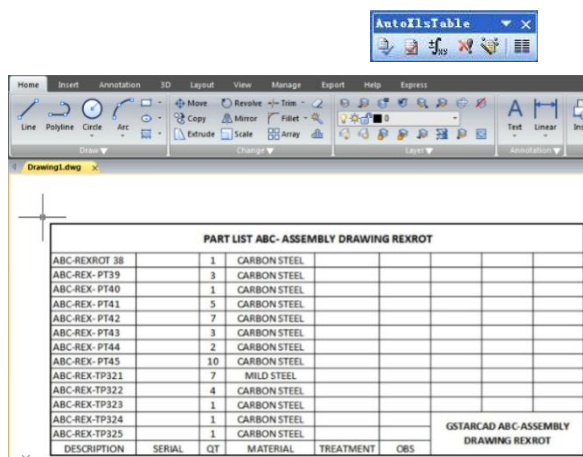 AutoXlsTable
Home Insert Annotation 3D Layout View Manage Export Help Express
Move Revolve Trim
Copy Mirror Fillet
Line Polyline Circle Arc Extrude Scale Array 0 Text Linear
Draw Change Layer Annotation
Drawing1.dwg
PART LIST ABC- ASSEMBLY DRAWING REXROT
ABC-REXROT 38 1 CARBON STEEL
ABC-REX- PT39 3 CARBON STEEL
ABC-REX- PT40 1 CARBON STEEL
ABC-REX- PT41 5 CARBON STEEL
ABC-REX- PT42 7 CARBON STEEL
ABC-REX- PT43 3 CARBON STEEL
ABC-REX- PT44 2 CARBON STEEL
ABC-REX- PT45 10 CARBON STEEL
ABC-REX-TP321 7 MILD STEEL
ABC-REX-TP322 4 CARBON STEEL
ABC-REX-TP323 1 CARBON STEEL
ABC-REX-TP324 1 CARBON STEEL
ABC-REX-TP325 1 CARBON STEEL
DESCRIPTION SERIAL QT MATERIAL TREATMENT OBS
GSTARCAD ABC-ASSEMBLY
DRAWING REXROT